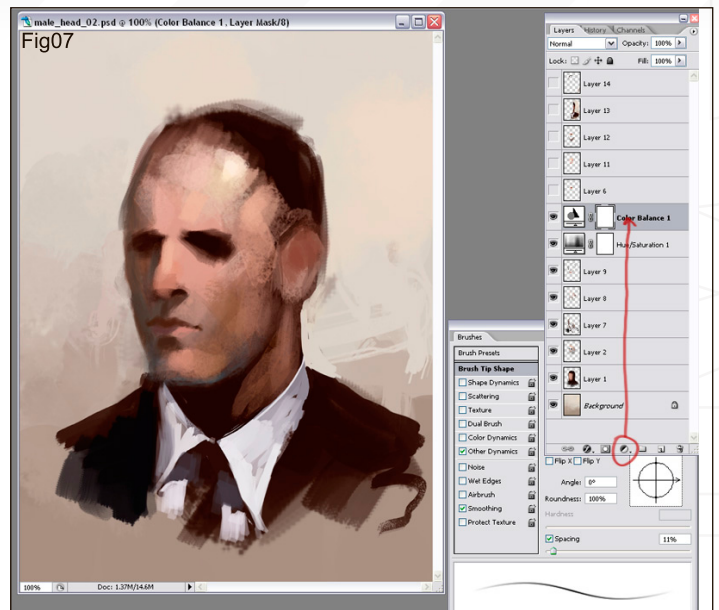 male_head_02.psd @ 100% (Color Balance 1, Layer Mask/8)
Fig07
100%
Doc: 1.37M/14.6M
Layers
History
Channels
Normal
Opacity: 100%
Lock:
Fill: 100%
Layer 14
Layer 13
Layer 12
Layer 11
Layer 6
Color Balance 1
Hue/Saturation 1
Layer 9
Layer 8
Layer 7
Layer 2
Layer 1
Background
Brushes
Brush Presets
Brush Tip Shape
Shape Dynamics
Scattering
Texture
Dual Brush
Color Dynamics
Other Dynamics
Noise
Wet Edges
Airbrush
Smoothing
Protect Texture
Flip X Flip Y
Angle: 0°
Roundness: 100%
Hardness
Spacing 11%